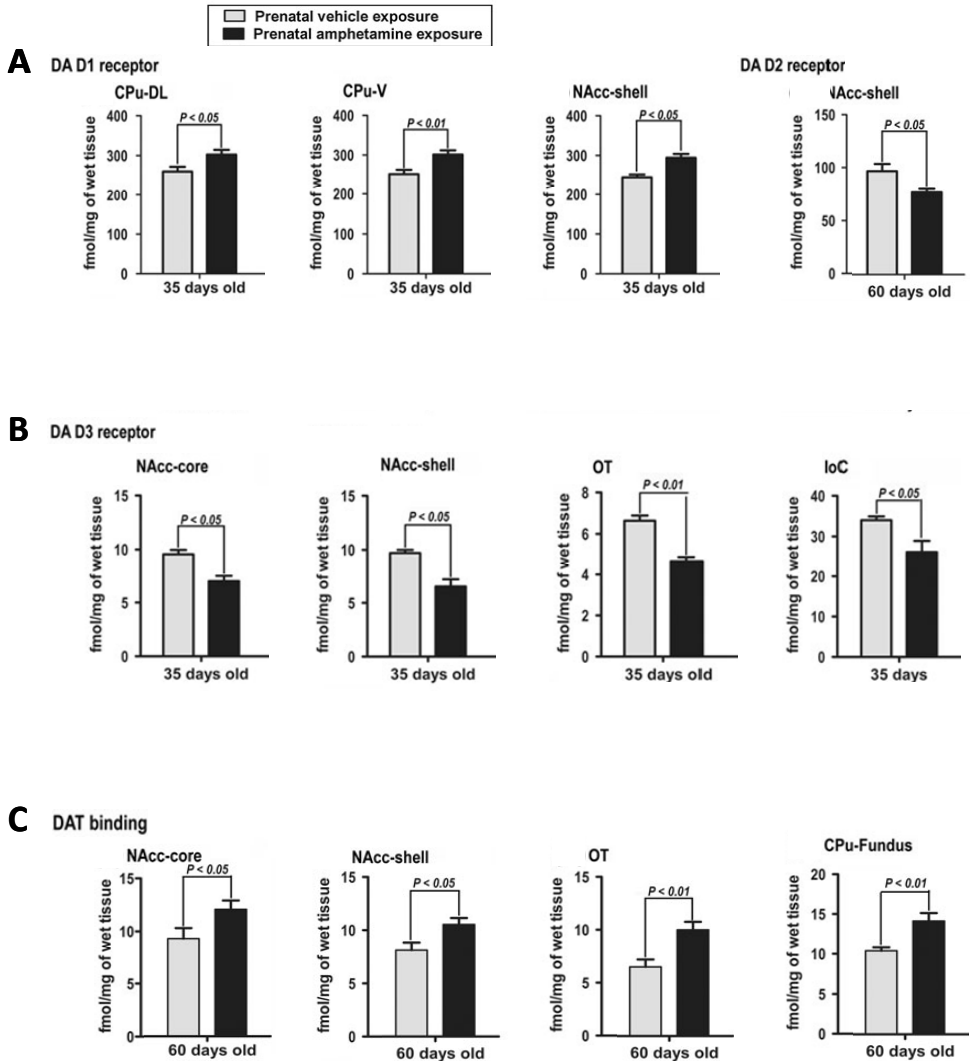 Prenatal vehicle exposure
Prenatal amphetamine exposure
A
DA D1 receptor
DA D2 receptor
CPu-DL
CPu-V
NAcc-shell
NAcc-shell
400
300
200
100
0
fmol/mg of wet tissue
P < 0.05
35 days old
400
300
200
100
0
fmol/mg of wet tissue
P < 0.01
35 days old
400
300
200
100
0
fmol/mg of wet tissue
P < 0.05
35 days old
150
100
50
0
fmol/mg of wet tissue
P < 0.05
60 days old
B
DA D3 receptor
NAcc-core
NAcc-shell
OT
IoC
15
10
5
0
fmol/mg of wet tissue
P < 0.05
35 days old
15
10
5
0
fmol/mg of wet tissue
P < 0.05
35 days old
8
6
4
2
0
fmol/mg of wet tissue
P < 0.01
35 days old
40
30
20
10
0
fmol/mg of wet tissue
P < 0.05
35 days
C
DAT binding
NAcc-core
NAcc-shell
OT
CPu-Fundus
15
10
5
0
fmol/mg of wet tissue
P < 0.05
60 days old
15
10
5
0
fmol/mg of wet tissue
P < 0.05
60 days old
15
10
5
0
fmol/mg of wet tissue
P < 0.01
60 days old
20
15
10
5
0
fmol/mg of wet tissue
P < 0.01
60 days old